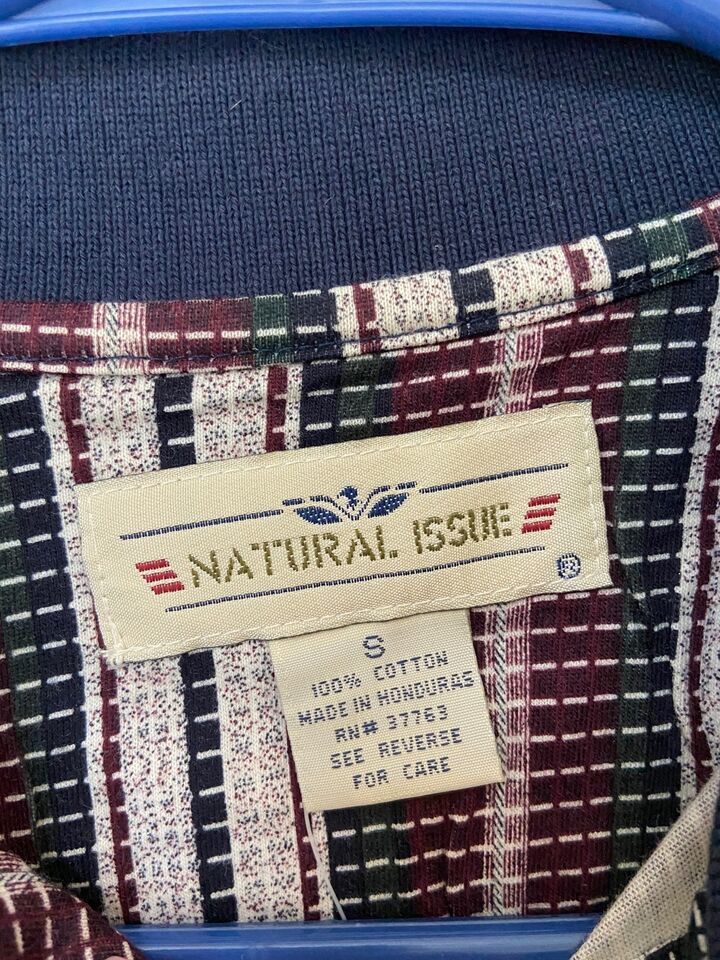 NATURAL ISSUE
®
S
100% COTTON
MADE IN HONDURAS
RN# 37763
SEE REVERSE
FOR CARE